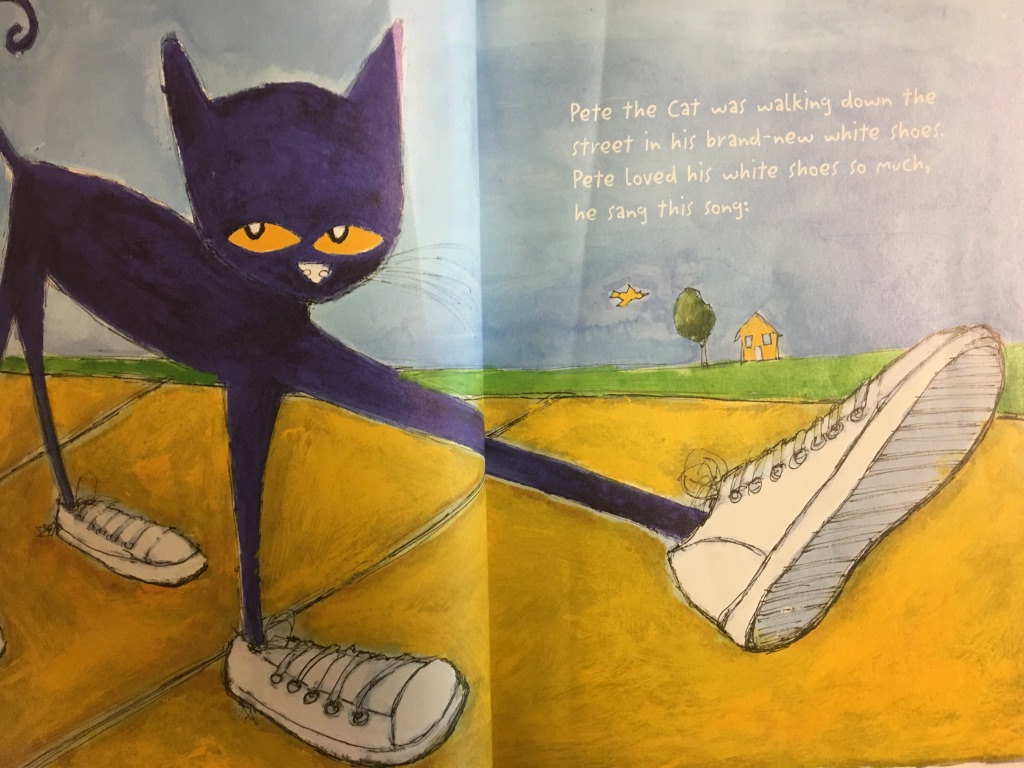 Pete the Cat was walking down the
street in his brand-new white shoes.
Pete loved his white shoes so much,
he sang this song: